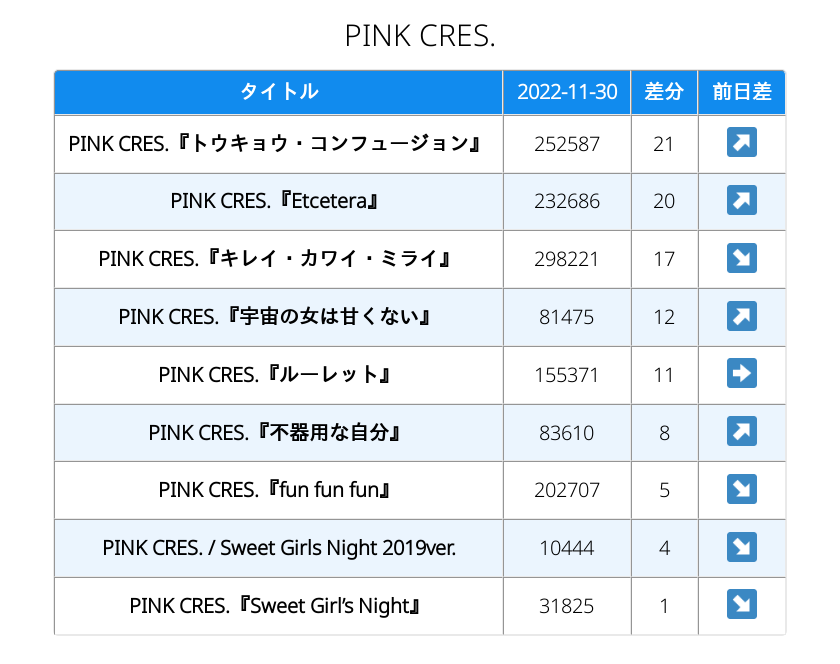 PINK CRES.
タイトル 2022-11-30 差分 前日差
PINK CRES.『トウキョウ・コンフュージョン』 252587 21
PINK CRES.『Etcetera』 232686 20
PINK CRES.『キレイ・カワイ・ミライ』 298221 17
PINK CRES.『宇宙の女は甘くない』 81475 12
PINK CRES.『ルーレット』 155371 11
PINK CRES.『不器用な自分』 83610 8
PINK CRES.『fun fun fun』 202707 5
PINK CRES. / Sweet Girls Night 2019ver. 10444 4
PINK CRES.『Sweet Girl’s Night』 31825 1